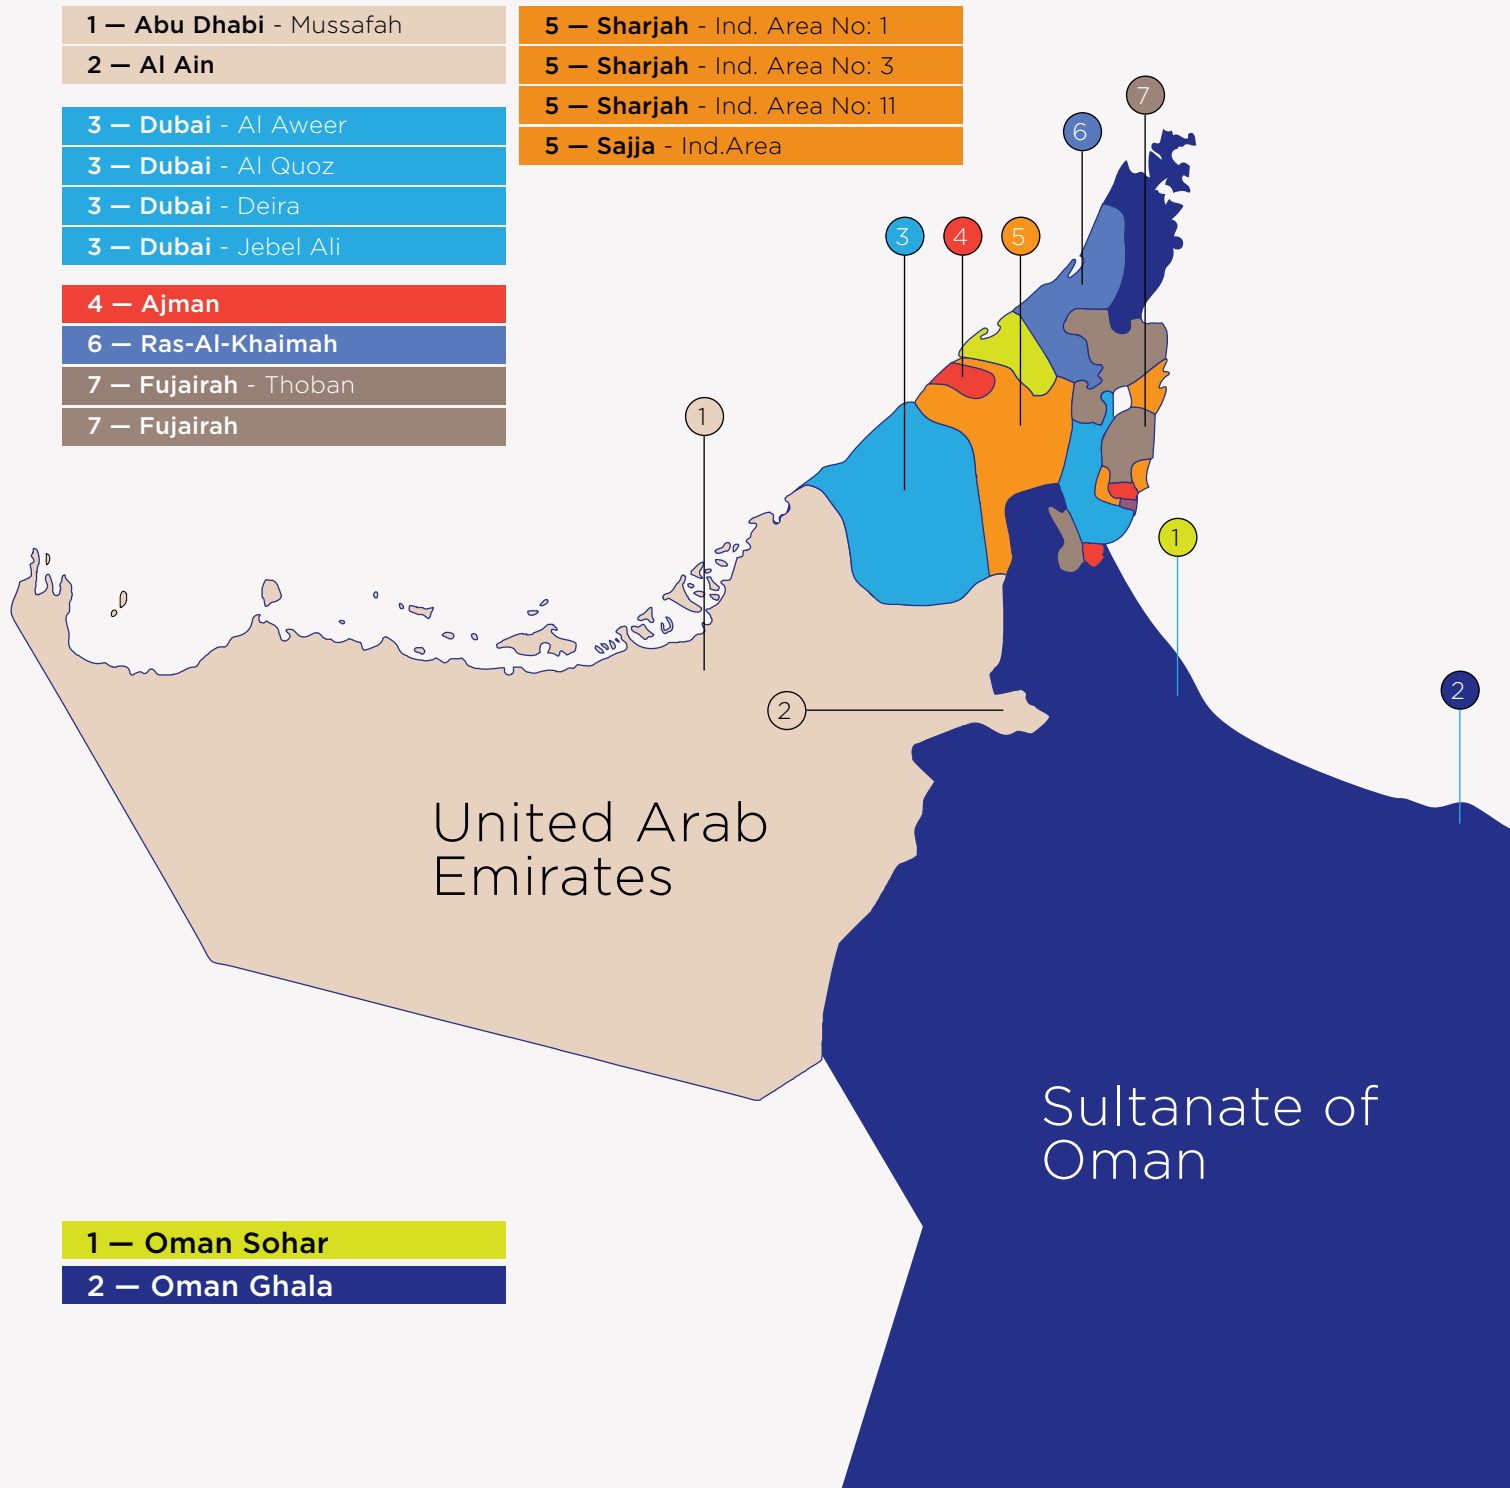 1 — Abu Dhabi - Mussafah
2 — Al Ain
3 — Dubai - Al Aweer
3 — Dubai - Al Quoz
3 — Dubai - Deira
3 — Dubai - Jebel Ali
4 — Ajman
6 — Ras-Al-Khaimah
7 — Fujairah - Thoban
7 — Fujairah
5 — Sharjah - Ind. Area No: 1
5 — Sharjah - Ind. Area No: 3
5 — Sharjah - Ind. Area No: 11
5 — Sajja - Ind.Area
7
6
3
4
5
1
1
2
2
United Arab
Emirates
Sultanate of
Oman
1 — Oman Sohar
2 — Oman Ghala